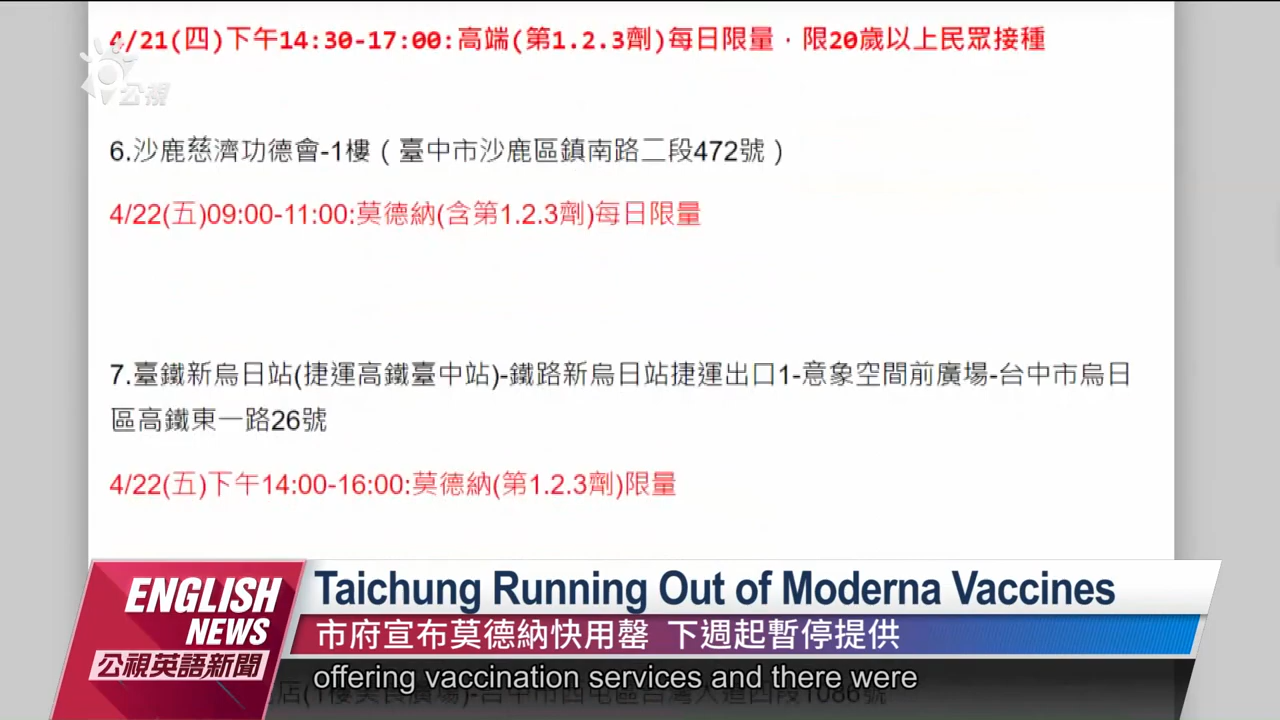 4/21(四)下午14:30-17:00:高端(第1.2.3劑)每日限量．限20歲以上民眾接種
公視
6.沙鹿慈濟功德會-1樓（臺中市沙鹿區鎮南路二段472號）
4/22(五)09:00-11:00:莫德納(含第1.2.3劑)每日限量
7.臺鐵新烏日站(捷運高鐵臺中站)-鐵路新烏日站捷運出口1-意象空間前廣場-台中市烏日
區高鐵東一路26號
4/22(五)下午14:00-16:00:莫德納(第1.2.3劑)限量
ENGLISH
NEWS
公視英語新聞
Taichung Running Out of Moderna Vaccines
市府宣布莫德納快用罄 下週起暫停提供
offering vaccination services and there were